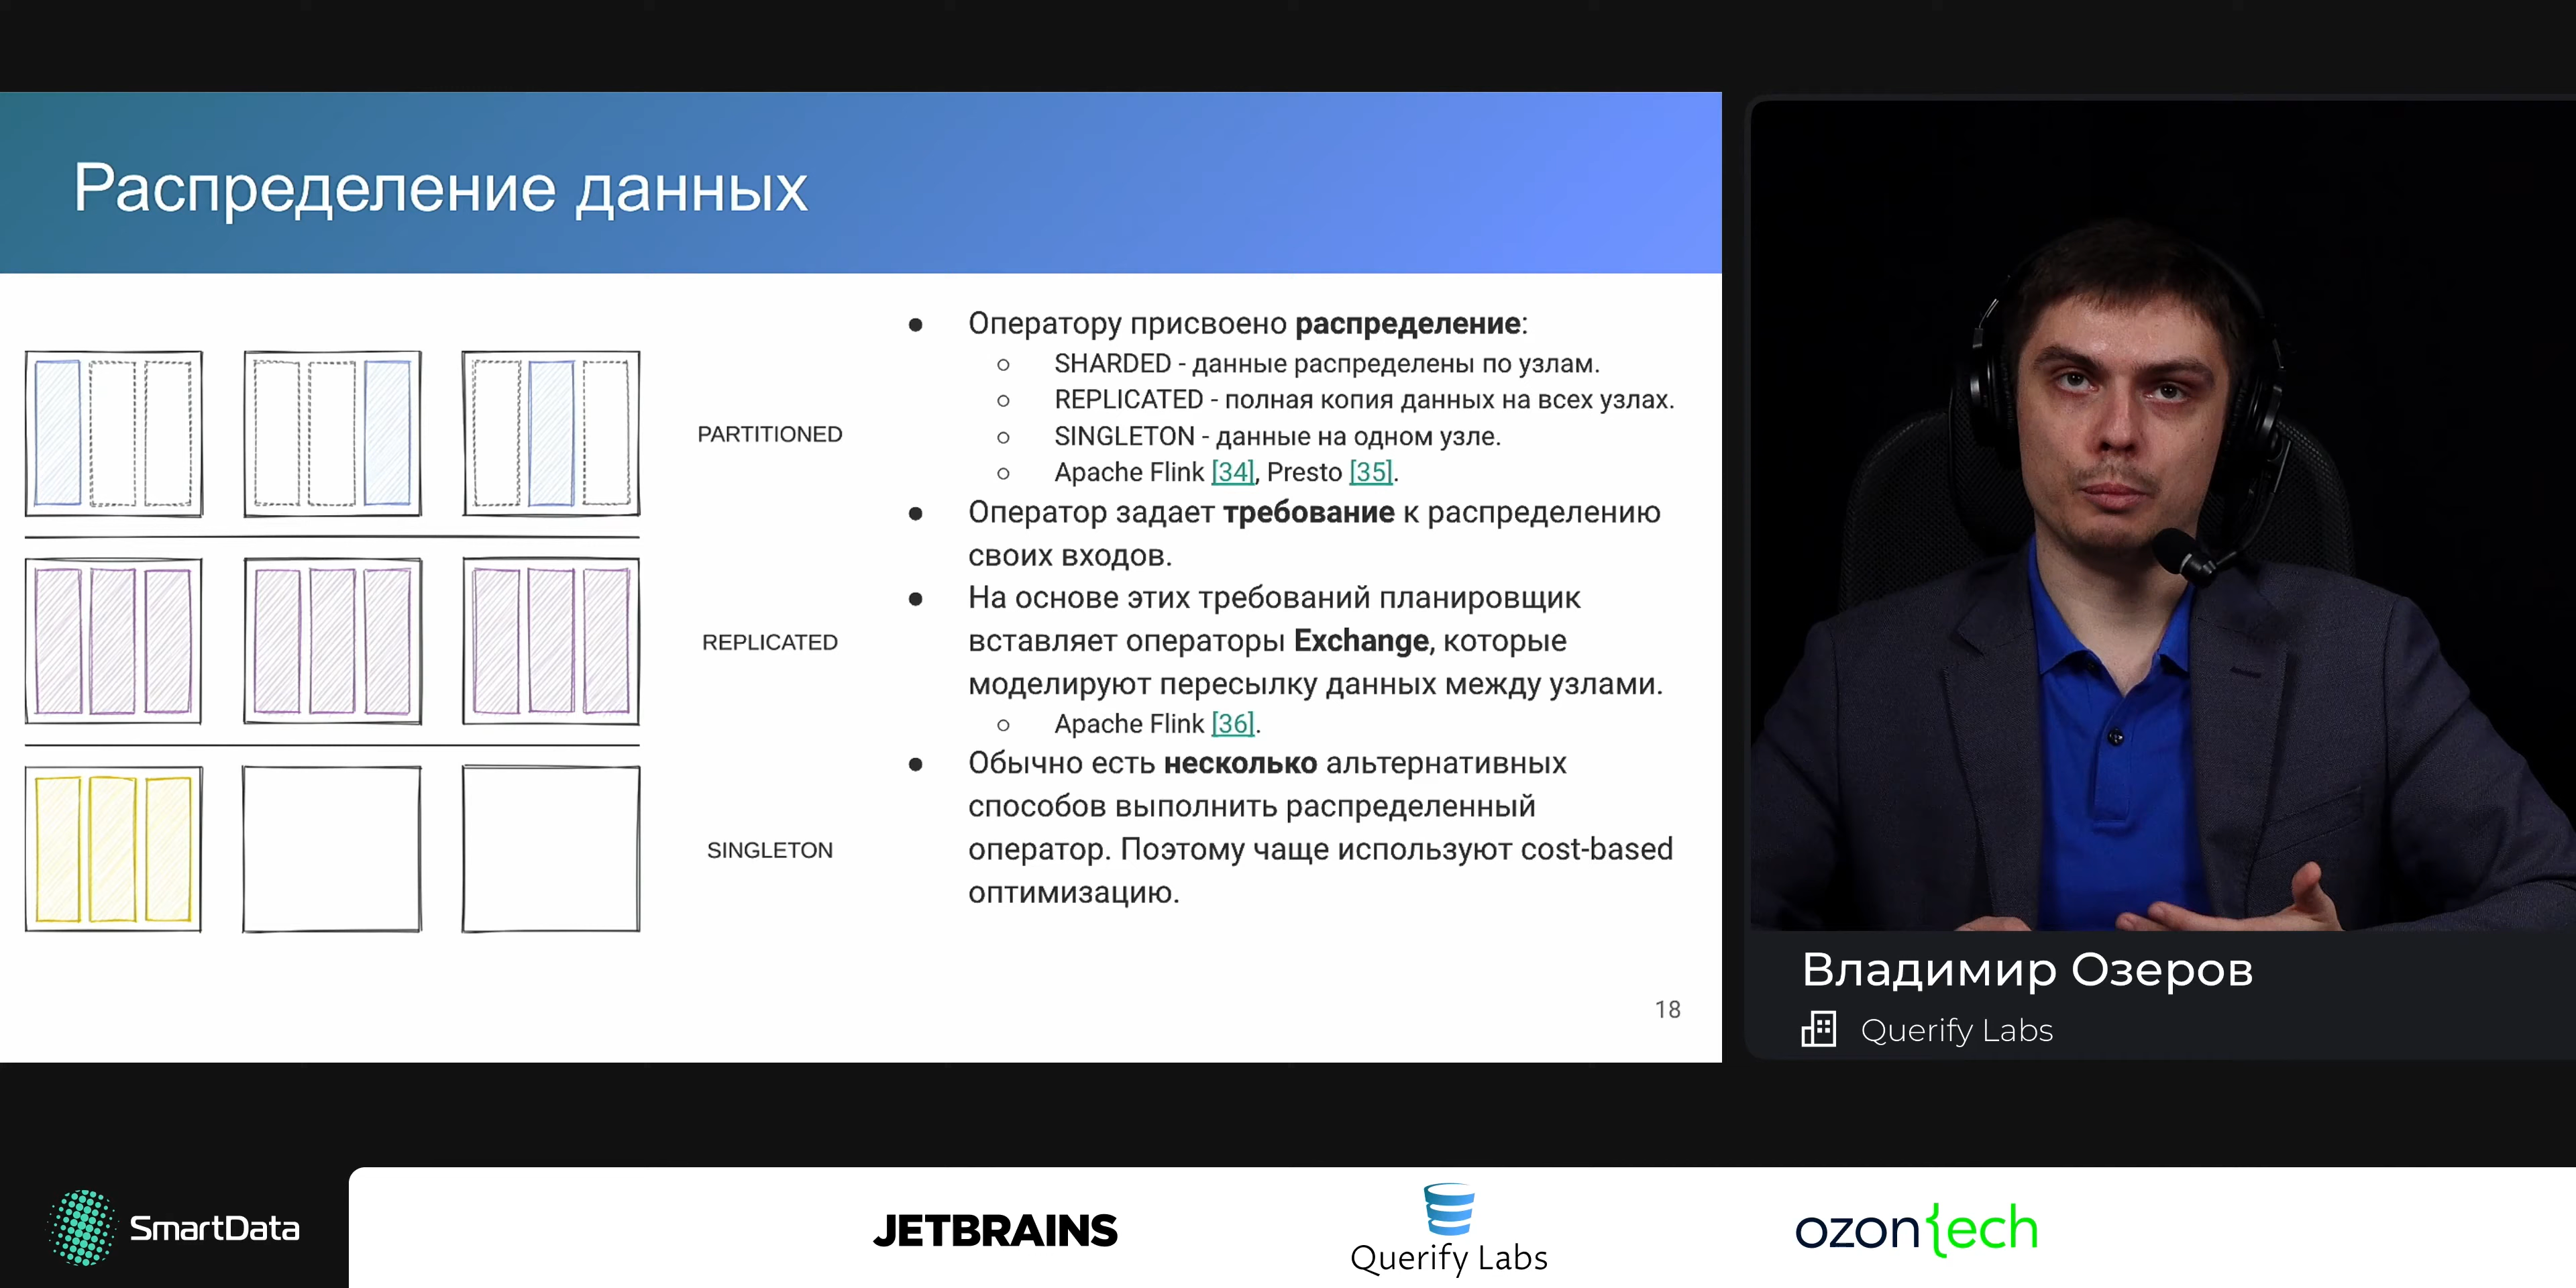 Распределение данных
PARTITIONED
REPLICATED
SINGLETON
● Оператору присвоено распределение:
○ SHARDED - данные распределены по узлам.
○ REPLICATED - полная копия данных на всех узлах.
○ SINGLETON - данные на одном узле.
○ Apache Flink [34], Presto [35].
● Оператор задает требование к распределению
своих входов.
● На основе этих требований планировщик
вставляет операторы Exchange, которые
моделируют пересылку данных между узлами.
○ Apache Flink [36].
● Обычно есть несколько альтернативных
способов выполнить распределенный
оператор. Поэтому чаще используют cost-based
оптимизацию.
18
Владимир Озеров
Querify Labs
SmartData
JETBRAINS
Querify Labs
ozon{ech